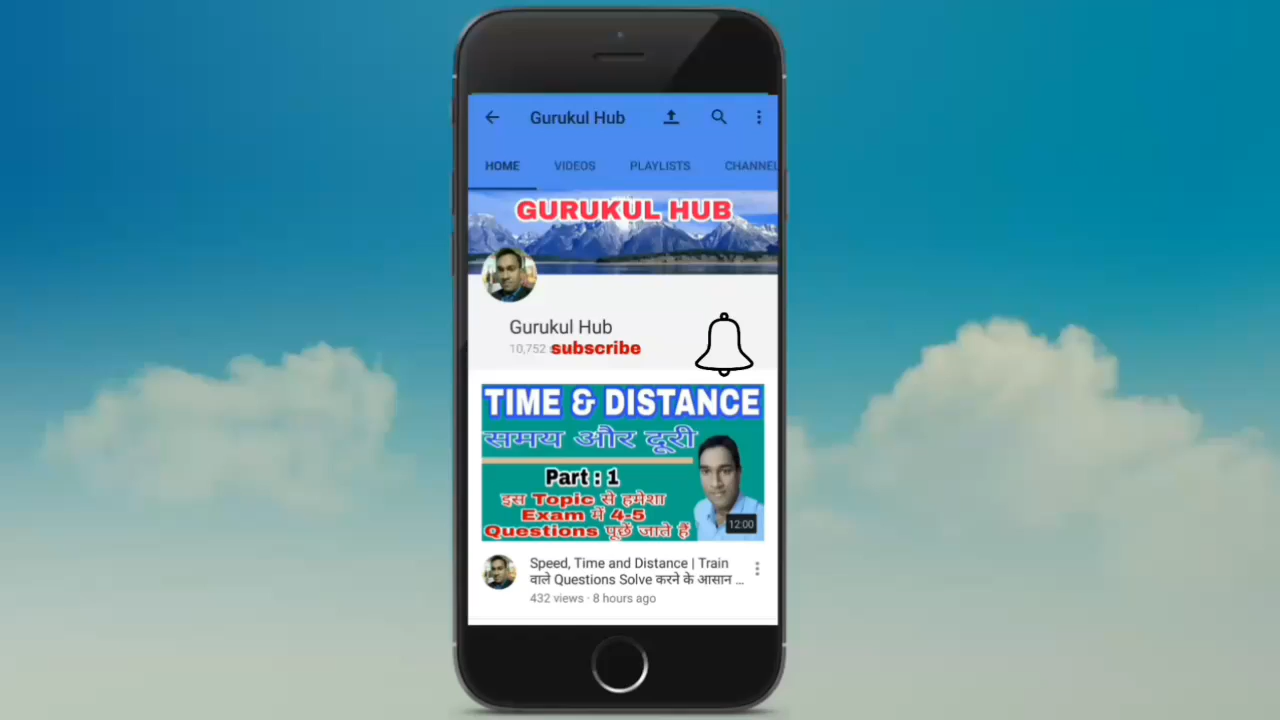 Gurukul Hub
HOME VIDEOS PLAYLISTS CHANNEL
GURUKUL HUB
Gurukul Hub
10,752 subscribe
TIME & DISTANCE
समय और दूरी
Part : 1
इस Topic से हमेशा
Exam में 4-5
Questions पूछें जाते हैं
12:00
Speed, Time and Distance | Train
वाले Questions Solve करने के आसान ...
432 views · 8 hours ago